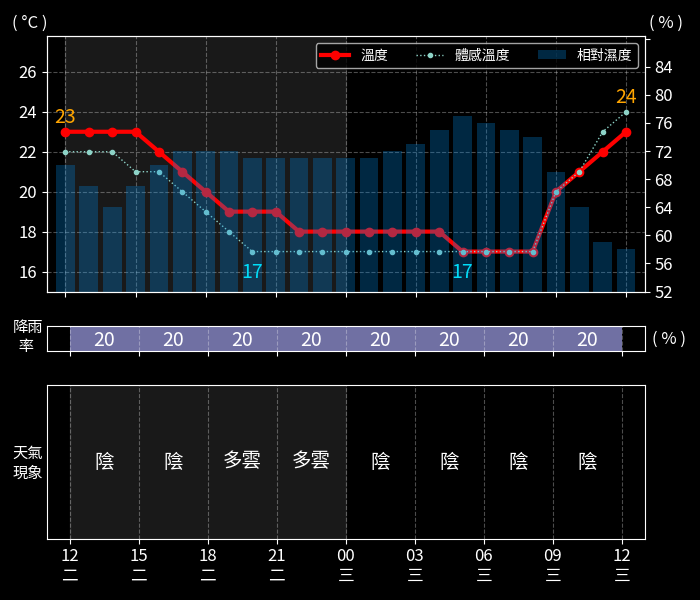 ( °C )
( % )
溫度
體感溫度
相對濕度
26
24
22
20
18
16
84
80
76
72
68
64
60
56
52
23
24
17
17
降雨
率
20 20 20 20 20 20 20 20
( % )
天氣
現象
陰 陰 多雲 多雲 陰 陰 陰 陰
12 15 18 21 00 03 06 09 12
二 二 二 二 三 三 三 三 三